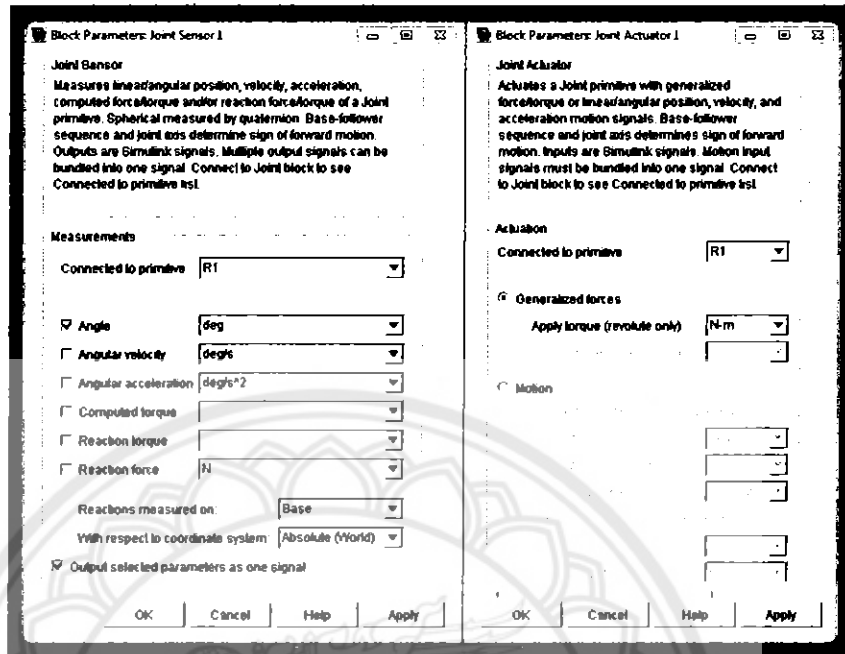 Block Parameters: Joint Sensor 1
Joint Sensor
Measures linear/angular position, velocity, acceleration,
computed force/torque and/or reaction force/torque of a Joint
primitive. Spherical measured by quaternion. Base-follower
sequence and joint axis determine sign of forward motion.
Outputs are Simulink signals. Multiple output signals can be
bundled into one signal. Connect to Joint block to see
Connected to primitive list.
Measurements
Connected to primitive R1
Angle deg
Angular velocity deg/s
Angular acceleration deg/s^2
Computed torque
Reaction torque
Reaction force N
Reactions measured on: Base
With respect to coordinate system: Absolute (World)
Output selected parameters as one signal
OK Cancel Help Apply
Block Parameters: Joint Actuator 1
Joint Actuator
Actuates a Joint primitive with generalized
force/torque or linear/angular position, velocity, and
acceleration motion signals. Base-follower
sequence and joint axis determines sign of forward
motion. Inputs are Simulink signals. Motion input
signals must be bundled into one signal. Connect
to Joint block to see Connected to primitive list.
Actuation
Connected to primitive R1
Generalized forces
Apply torque (revolute only) N-m
Motion
OK Cancel Help Apply